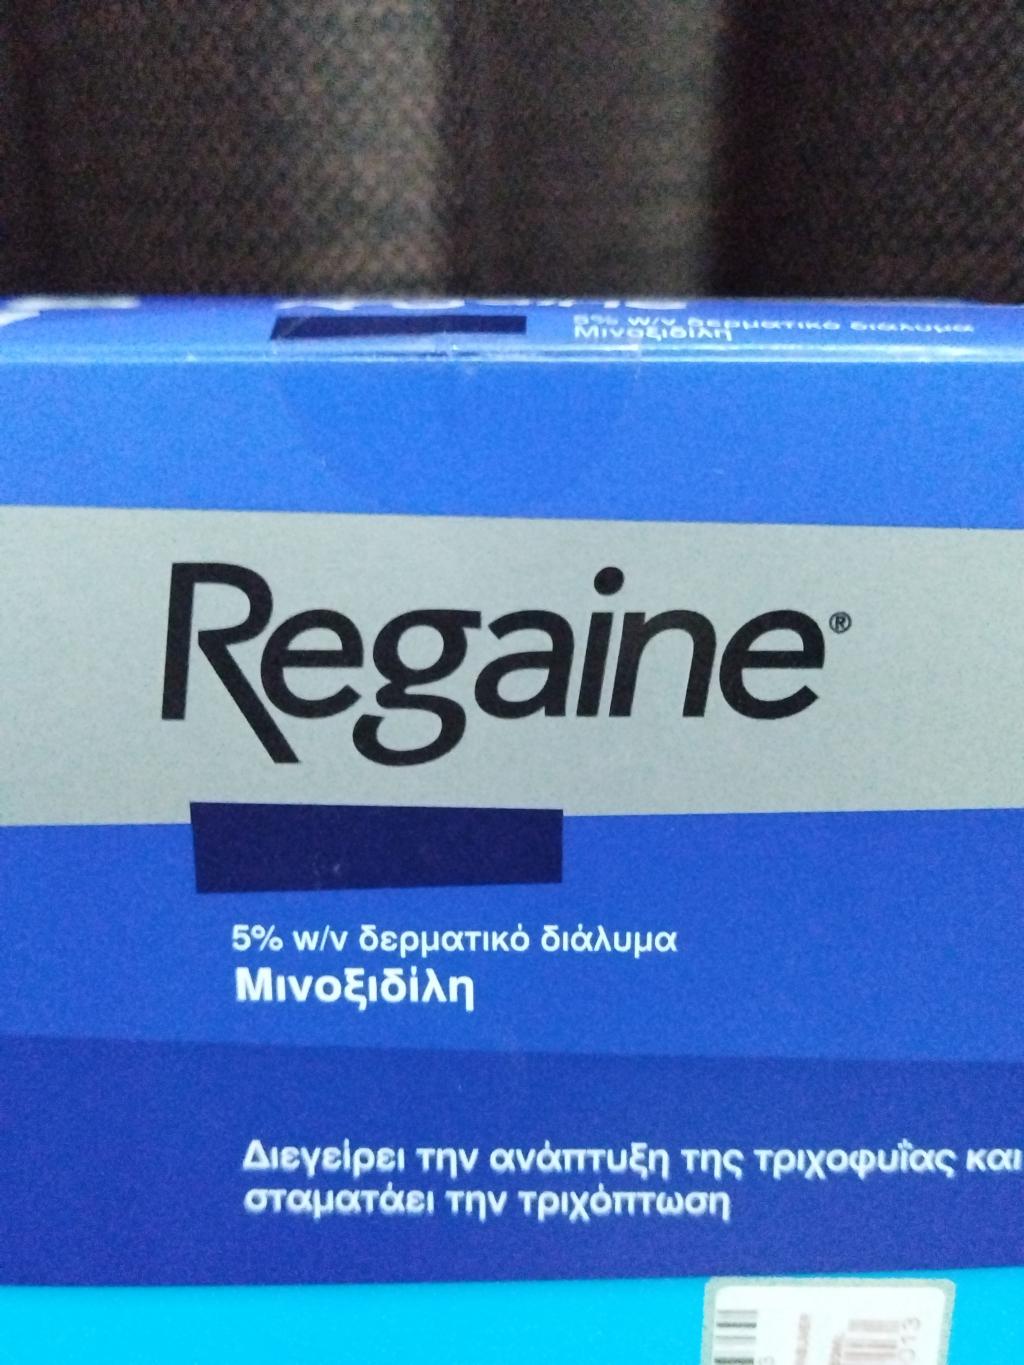 5% w/v δερματικό διάλυμα
Μινοξιδίλη
Regaine®
5% w/v δερματικό διάλυμα
Μινοξιδίλη
Διεγείρει την ανάπτυξη της τριχοφυΐας και
σταματάει την τριχόπτωση
013